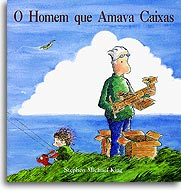 O Homem que Amava Caixas
Stephen Michael King